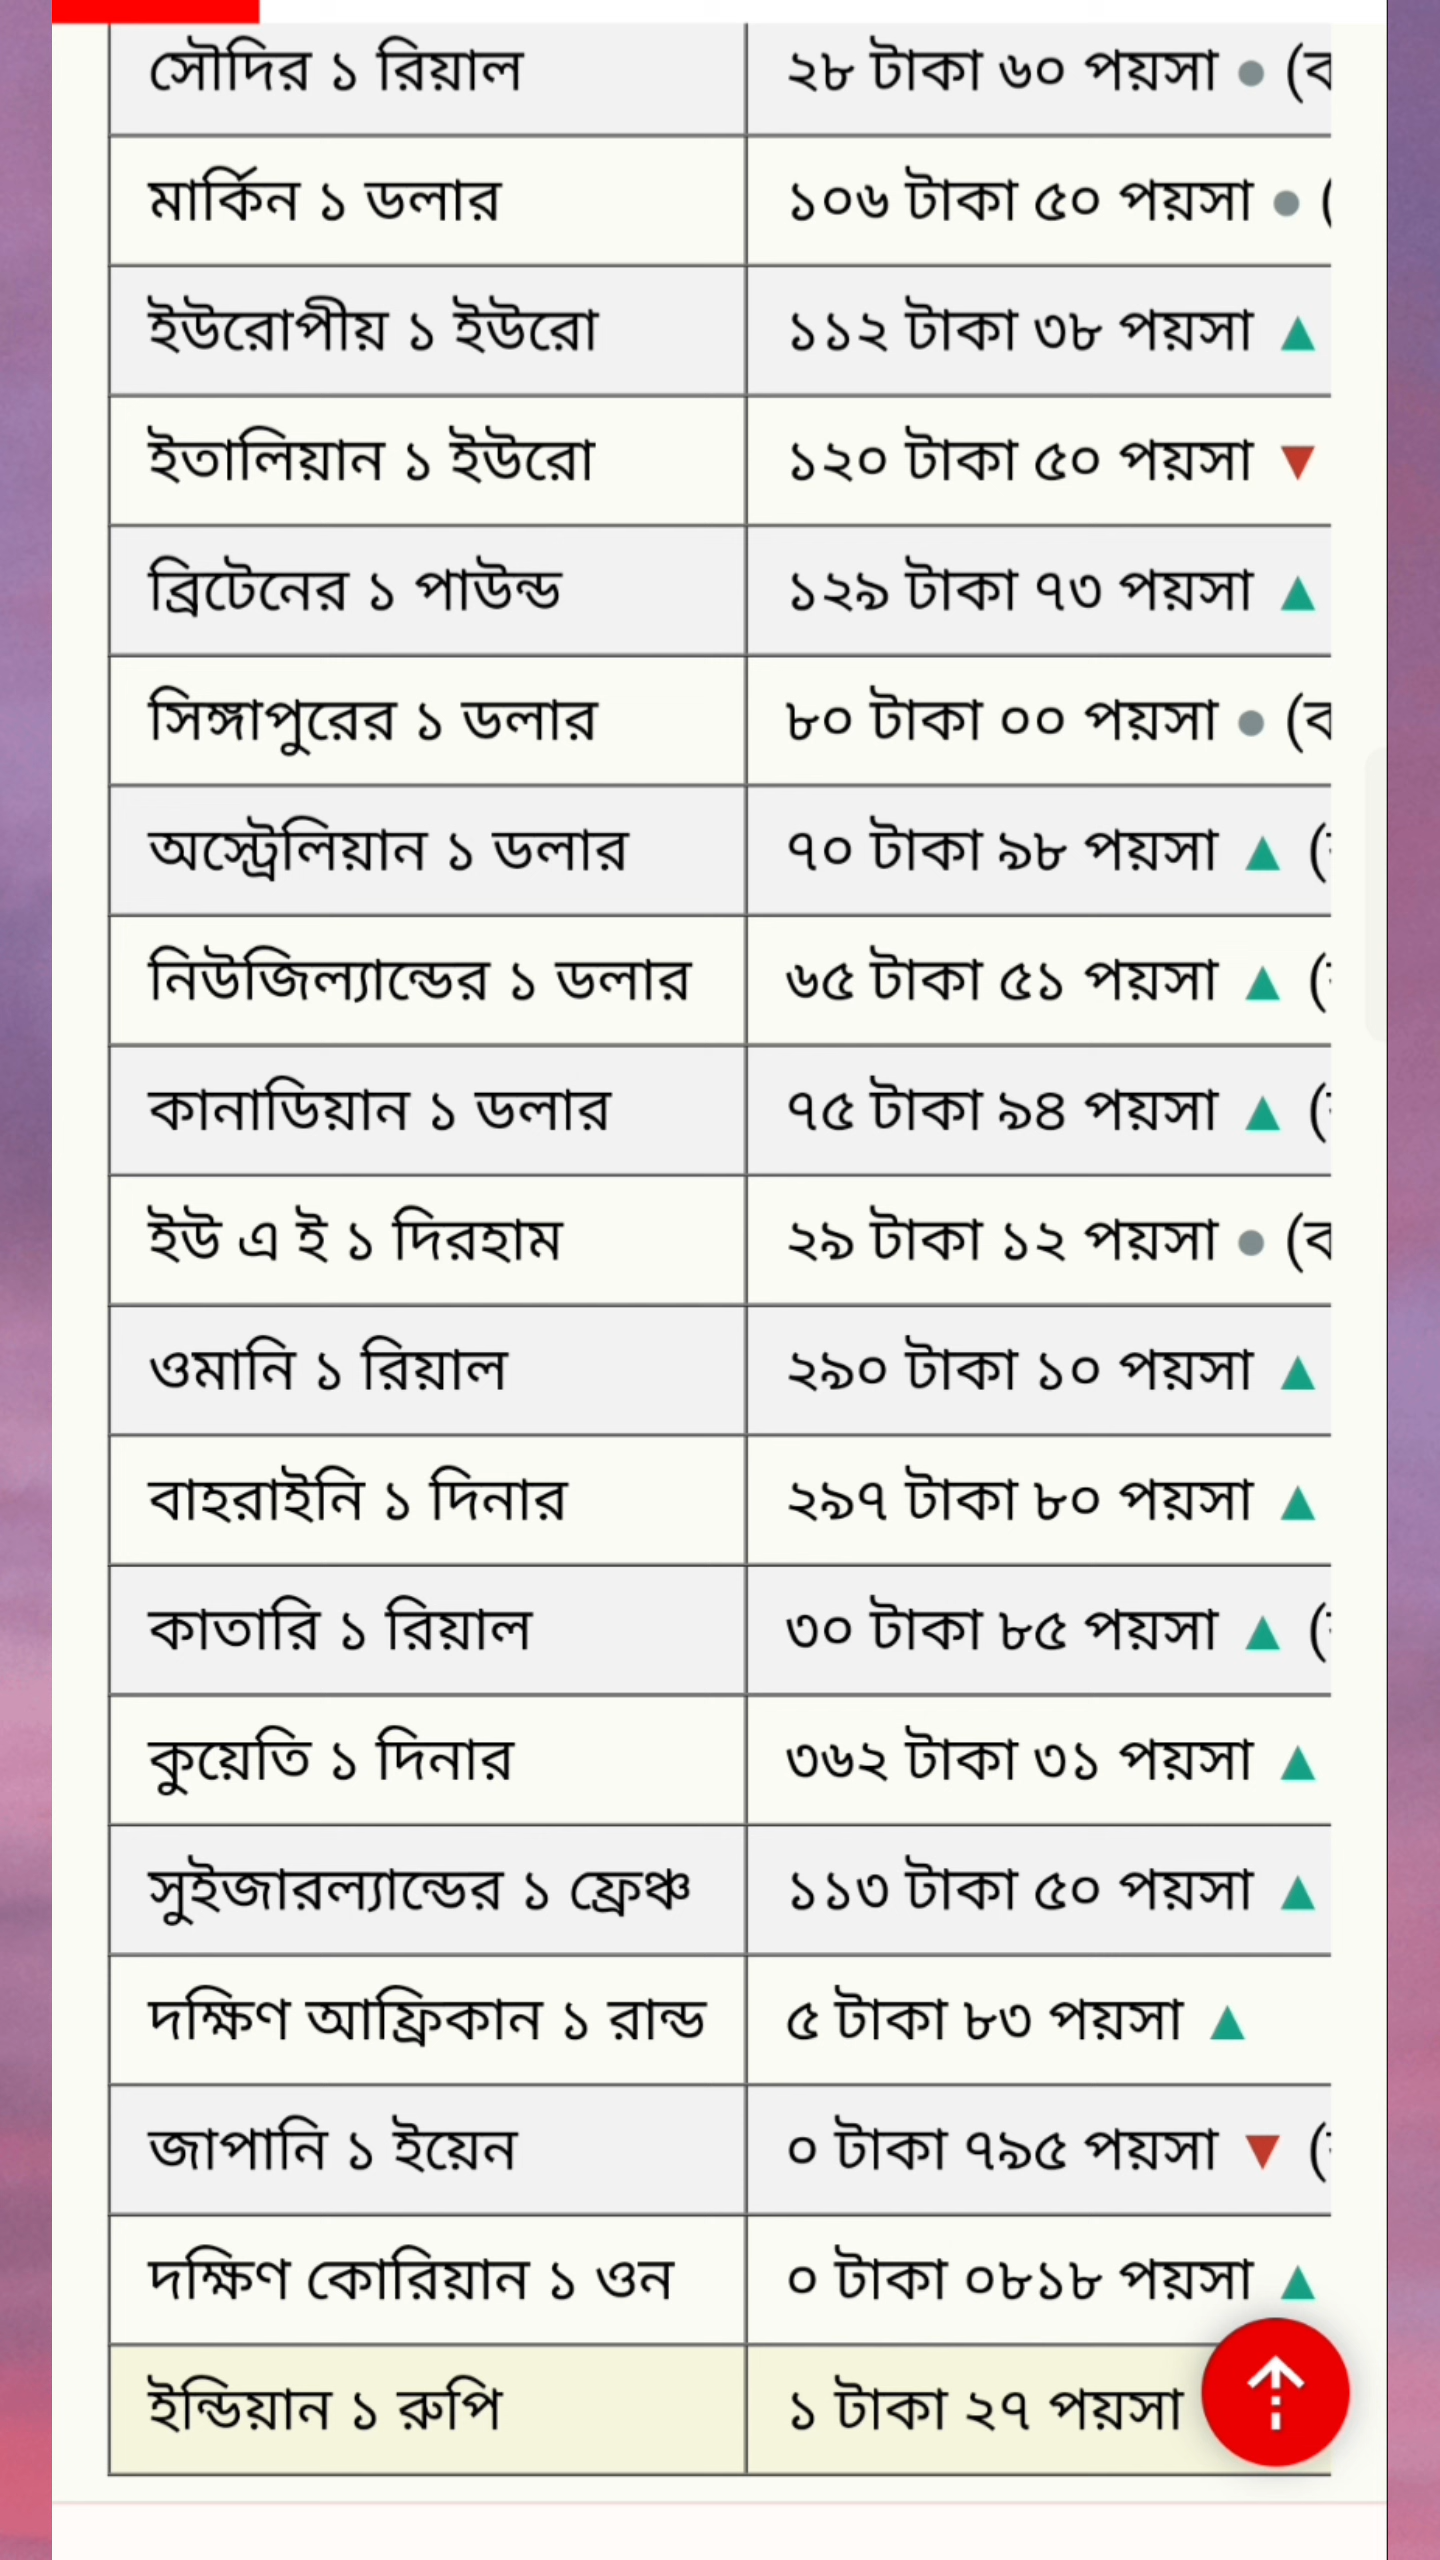 সৌদির ১ রিয়াল ২৮ টাকা ৬০ পয়সা ● (ব
মার্কিন ১ ডলার ১০৬ টাকা ৫০ পয়সা ● (
ইউরোপীয় ১ ইউরো ১১২ টাকা ৩৮ পয়সা ▲
ইতালিয়ান ১ ইউরো ১২০ টাকা ৫০ পয়সা ▼
ব্রিটেনের ১ পাউন্ড ১২৯ টাকা ৭৩ পয়সা ▲
সিঙ্গাপুরের ১ ডলার ৮০ টাকা ০০ পয়সা ● (ব
অস্ট্রেলিয়ান ১ ডলার ৭০ টাকা ৯৮ পয়সা ▲ (
নিউজিল্যান্ডের ১ ডলার ৬৫ টাকা ৫১ পয়সা ▲ (
কানাডিয়ান ১ ডলার ৭৫ টাকা ৯৪ পয়সা ▲ (
ইউ এ ই ১ দিরহাম ২৯ টাকা ১২ পয়সা ● (ব
ওমানি ১ রিয়াল ২৯০ টাকা ১০ পয়সা ▲
বাহরাইনি ১ দিনার ২৯৭ টাকা ৮০ পয়সা ▲
কাতারি ১ রিয়াল ৩০ টাকা ৮৫ পয়সা ▲ (
কুয়েতি ১ দিনার ৩৬২ টাকা ৩১ পয়সা ▲
সুইজারল্যান্ডের ১ ফ্রেঞ্চ ১১৩ টাকা ৫০ পয়সা ▲
দক্ষিণ আফ্রিকান ১ রান্ড ৫ টাকা ৮৩ পয়সা ▲
জাপানি ১ ইয়েন ০ টাকা ৭৯৫ পয়সা ▼ (
দক্ষিণ কোরিয়ান ১ ওন ০ টাকা ০৮১৮ পয়সা ▲
ইন্ডিয়ান ১ রুপি ১ টাকা ২৭ পয়সা